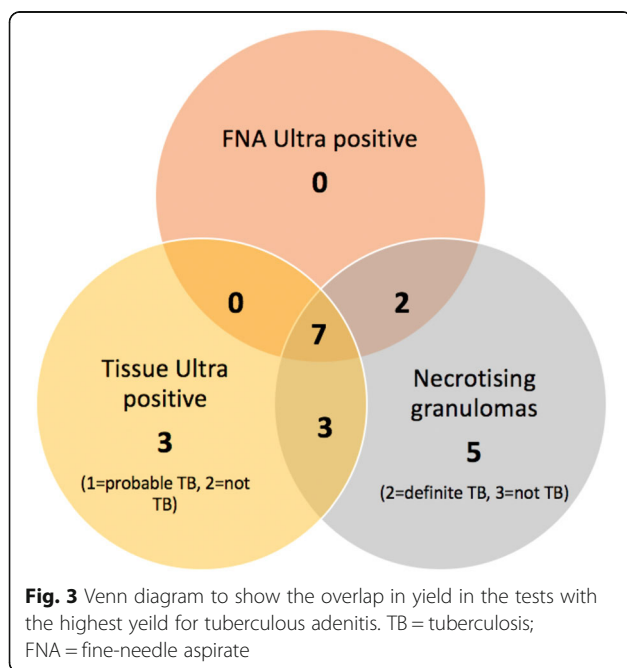 FNA Ultra positive
0
0
2
7
Tissue Ultra
positive
3
(1=probable TB, 2=not
TB)
3
Necrotising
granulomas
5
(2=definite TB, 3=not TB)
Fig. 3 Venn diagram to show the overlap in yield in the tests with
the highest yeild for tuberculous adenitis. TB = tuberculosis;
FNA = fine-needle aspirate